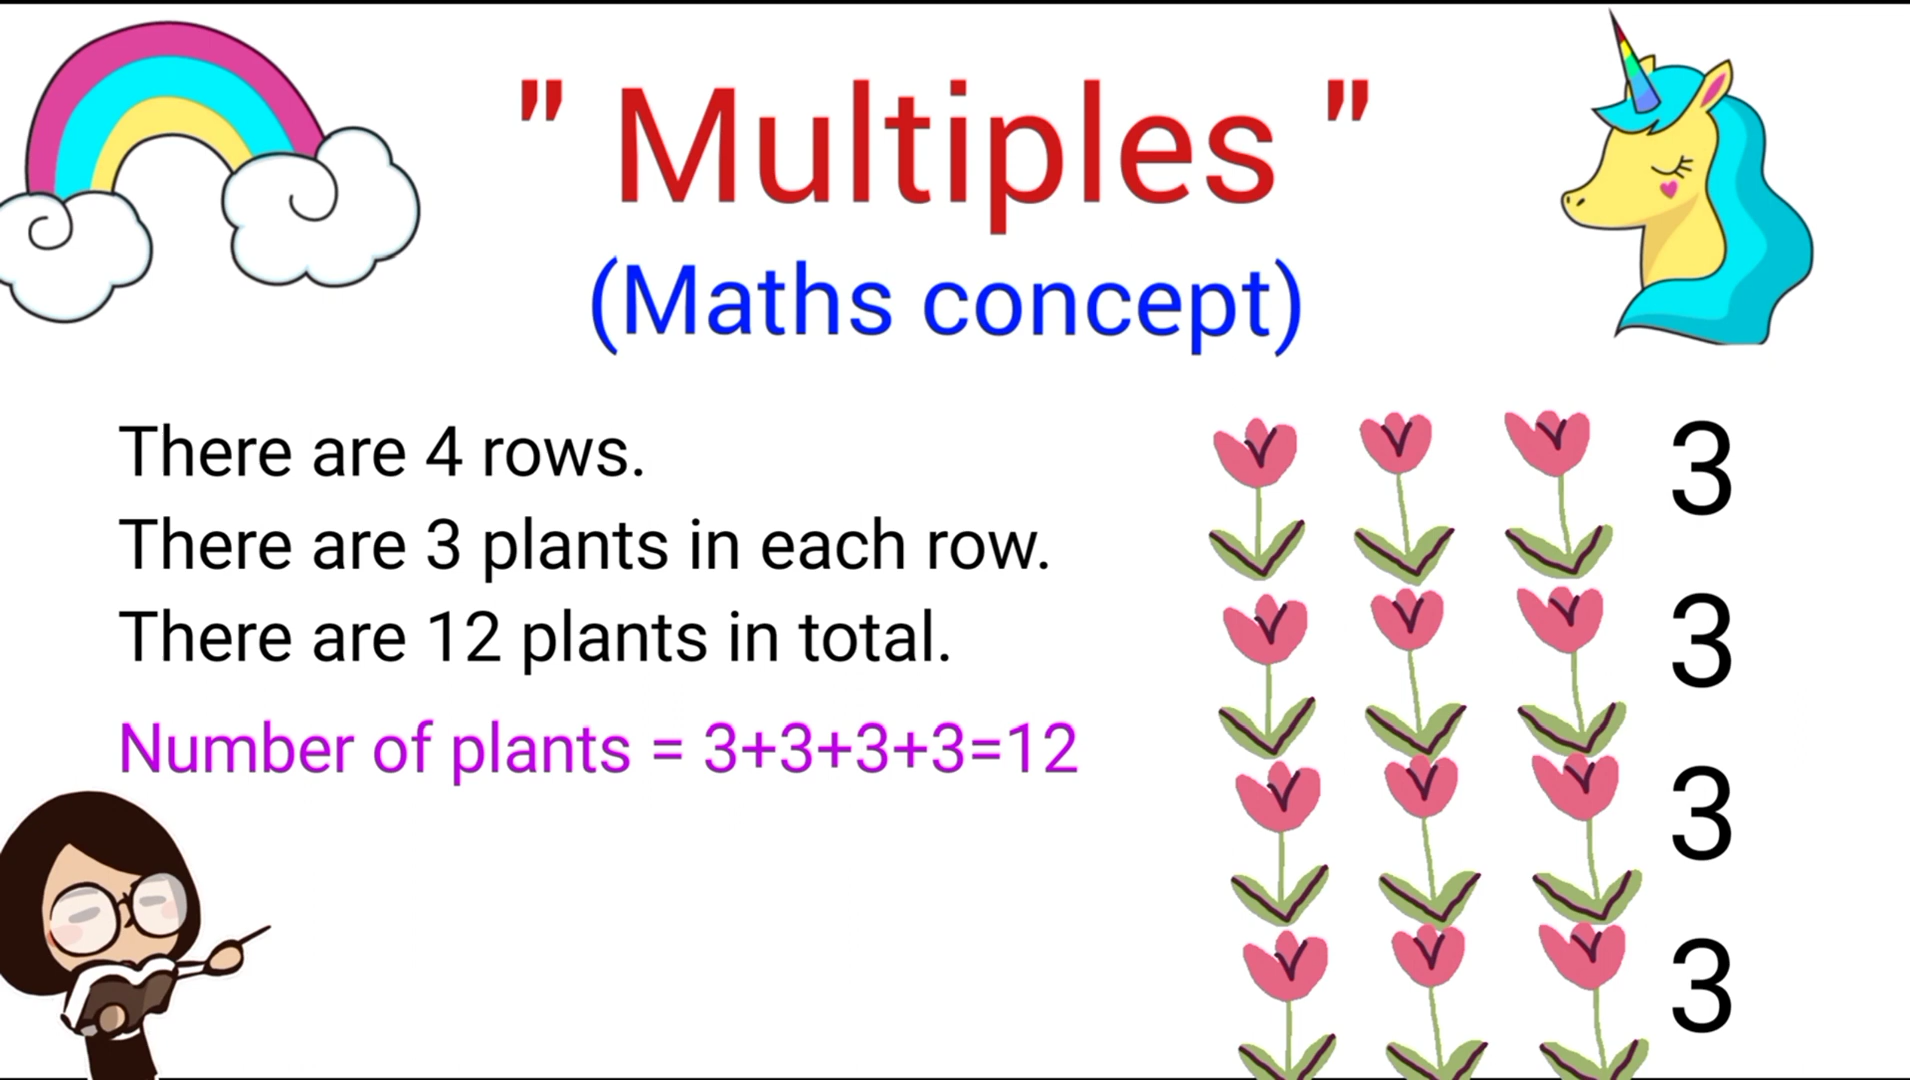 " Multiples "
(Maths concept)
There are 4 rows.
There are 3 plants in each row.
There are 12 plants in total.
Number of plants = 3+3+3+3=12
3
3
3
3